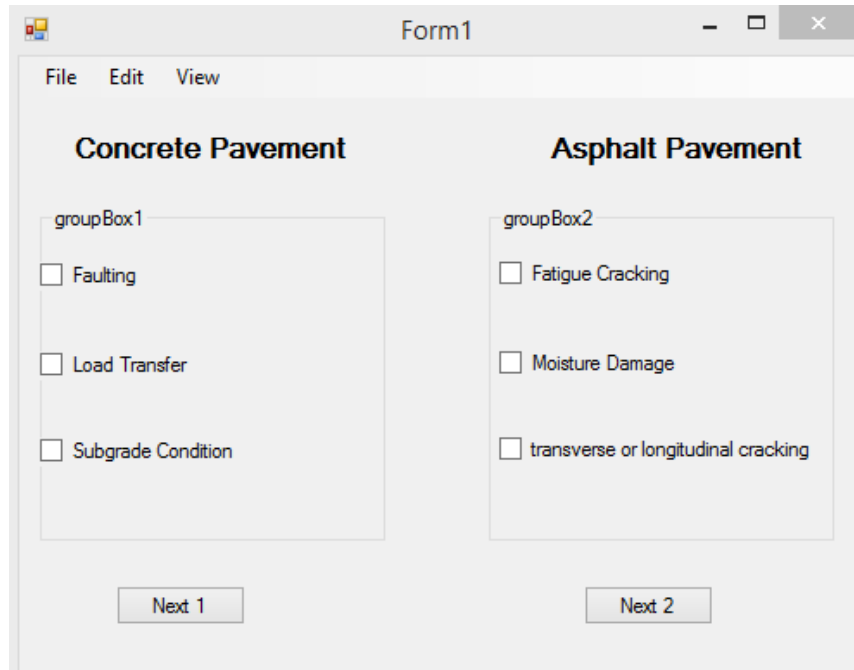 Form1
File Edit View
Concrete Pavement
Asphalt Pavement
groupBox1
Faulting
Load Transfer
Subgrade Condition
groupBox2
Fatigue Cracking
Moisture Damage
transverse or longitudinal cracking
Next 1
Next 2